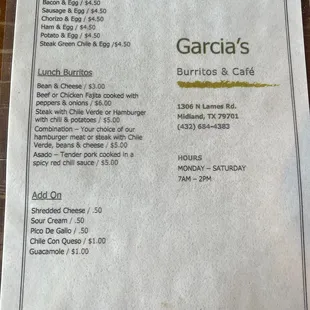 Bacon & Egg / $4.50
Sausage & Egg / $4.50
Chorizo & Egg / $4.50
Ham & Egg / $4.50
Potato & Egg / $4.50
Steak Green Chile & Egg /$4.50
Lunch Burritos
Bean & Cheese / $3.00
Beef or Chicken Fajita cooked with
peppers & onions / $6.00
Steak with Chile Verde or Hamburger
with chili & potatoes / $5.00
Combination – Your choice of our
hamburger meat or steak with Chile
Verde, beans & cheese / $5.00
Asado – Tender pork cooked in a
spicy red chili sauce / $5.00
Add On
Shredded Cheese / .50
Sour Cream / .50
Pico De Gallo / .50
Chile Con Queso / $1.00
Guacamole / $1.00
Garcia's
Burritos & Café
1306 N Lames Rd.
Midland, TX 79701
(432) 684-4383
HOURS
MONDAY – SATURDAY
7AM – 2PM